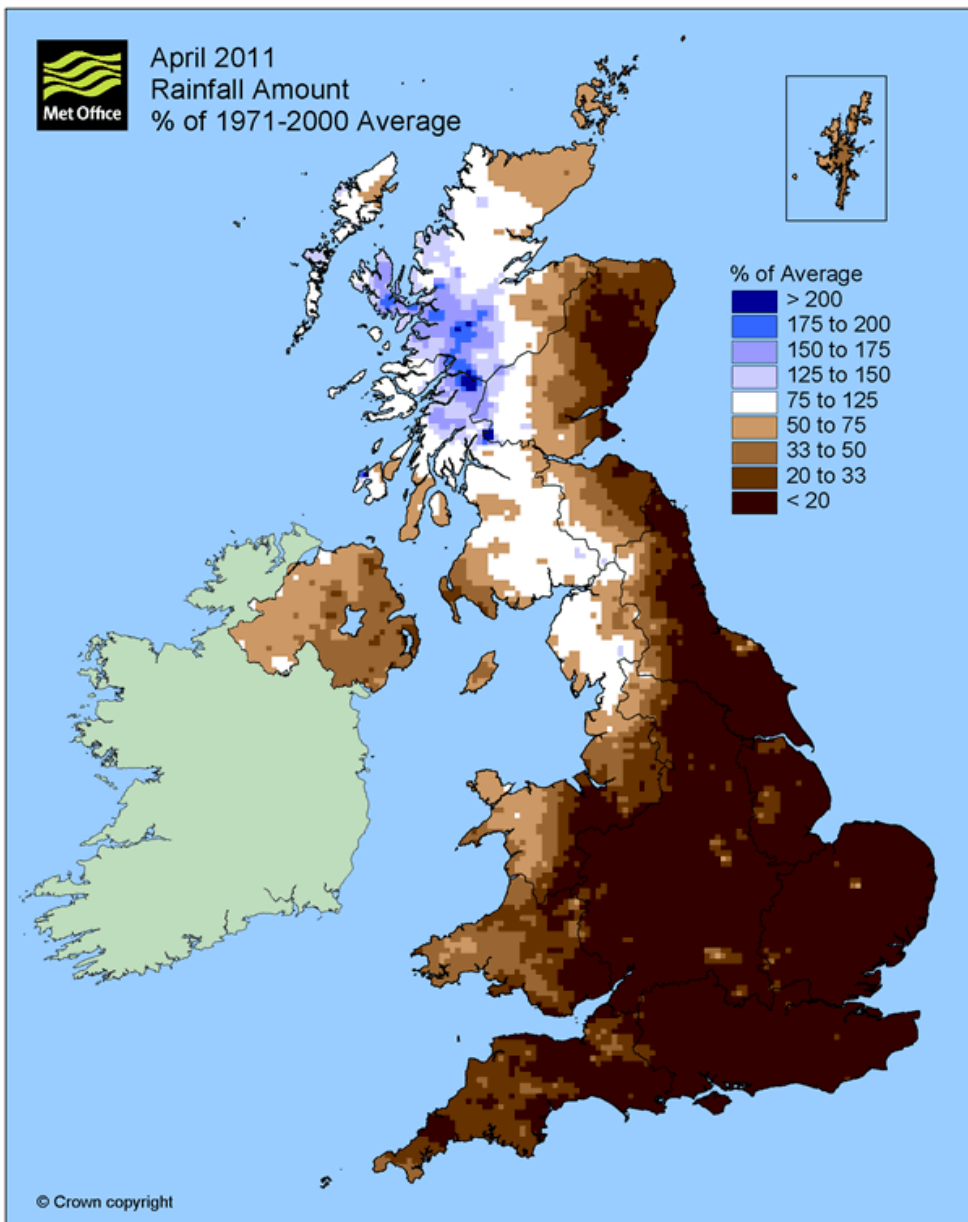 Met Office
April 2011
Rainfall Amount
% of 1971-2000 Average
% of Average
> 200
175 to 200
150 to 175
125 to 150
75 to 125
50 to 75
33 to 50
20 to 33
< 20
© Crown copyright